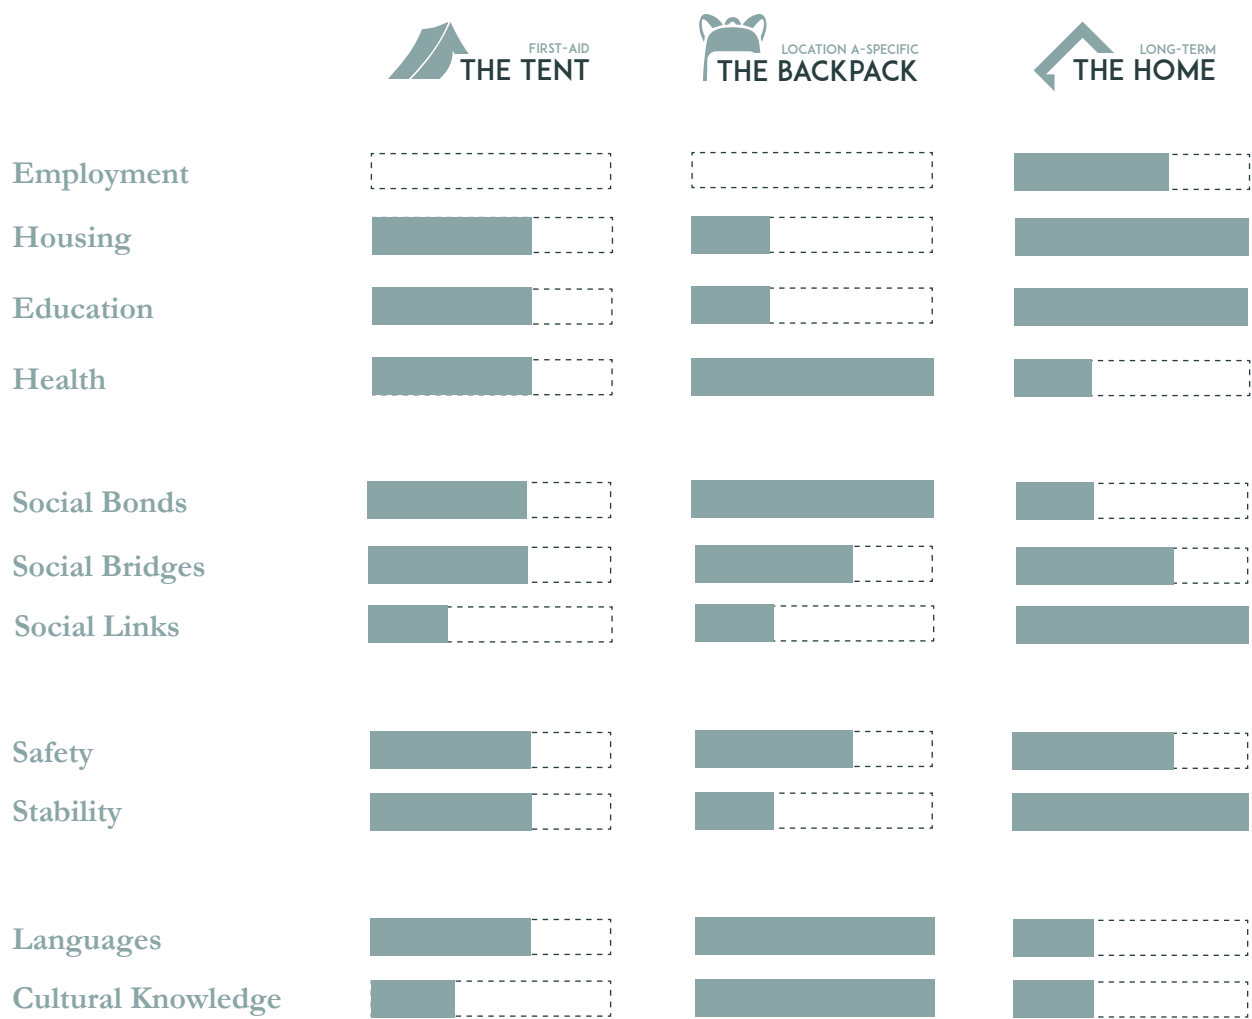 FIRST-AID
THE TENT
LOCATION A-SPECIFIC
THE BACKPACK
LONG-TERM
THE HOME
Employment
Housing
Education
Health
Social Bonds
Social Bridges
Social Links
Safety
Stability
Languages
Cultural Knowledge